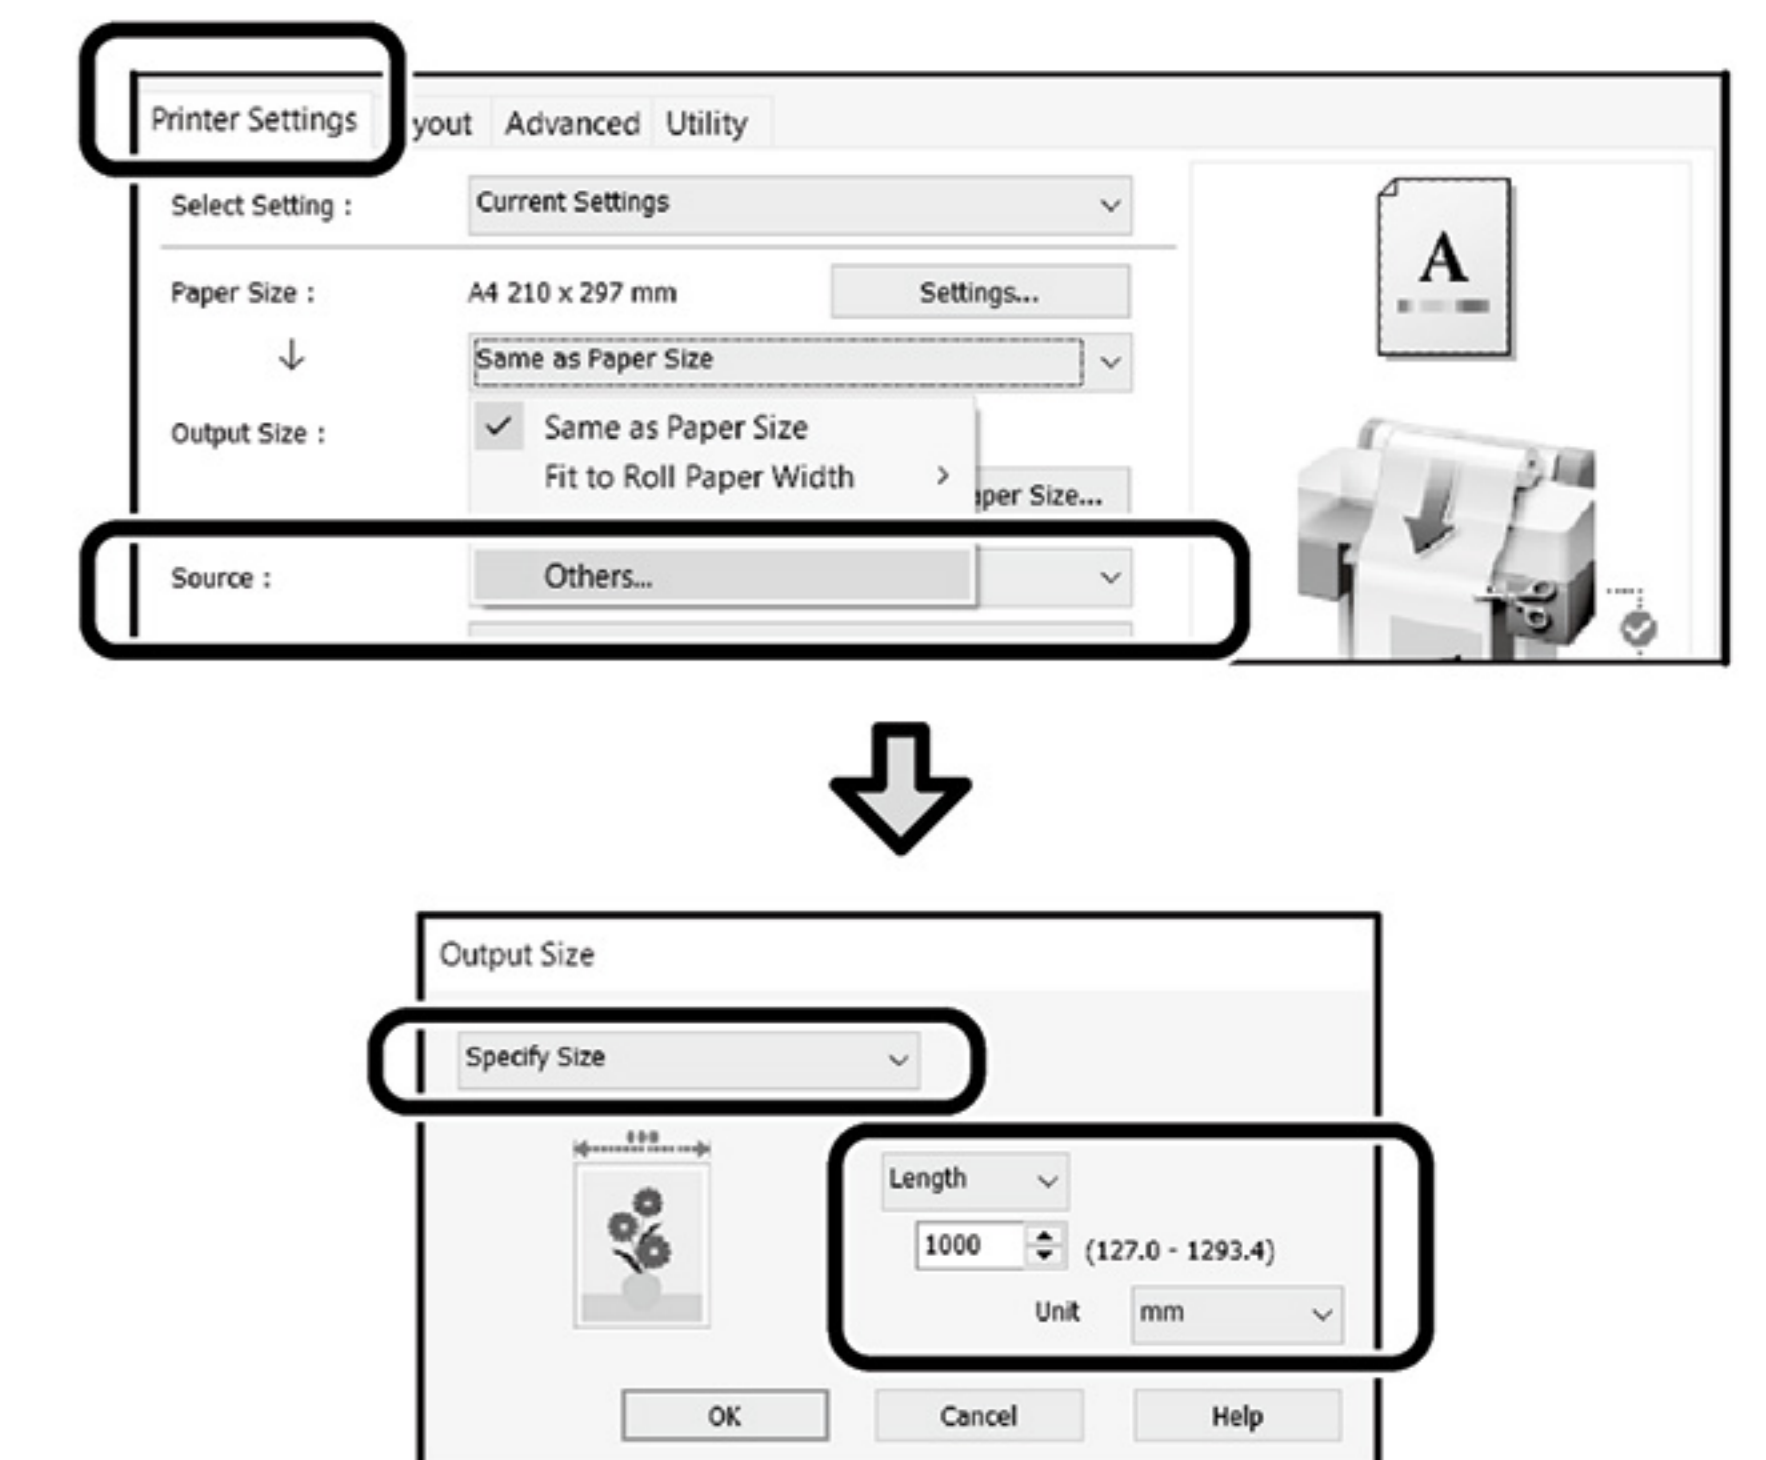 Printer Settings yout Advanced Utility
Select Setting : Current Settings
Paper Size : A4 210 x 297 mm Settings...
Same as Paper Size
Output Size : Same as Paper Size
Fit to Roll Paper Width
aper Size...
Source : Others...
A
Output Size
Specify Size
Length
1000 (127.0 - 1293.4)
Unit mm
OK Cancel Help